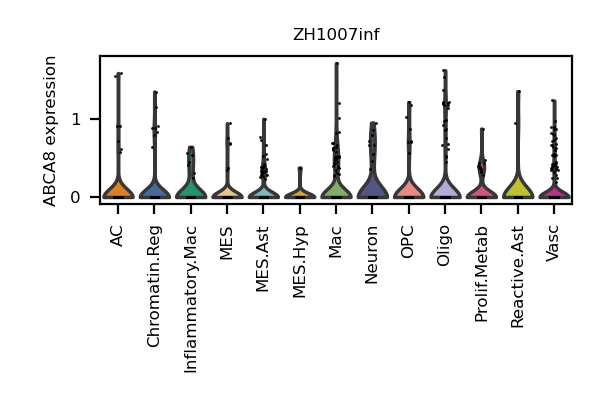 ZH1007inf
ABCA8 expression
1
0
AC
Chromatin.Reg
Inflammatory.Mac
MES
MES.Ast
MES.Hyp
Mac
Neuron
OPC
Oligo
Prolif.Metab
Reactive.Ast
Vasc